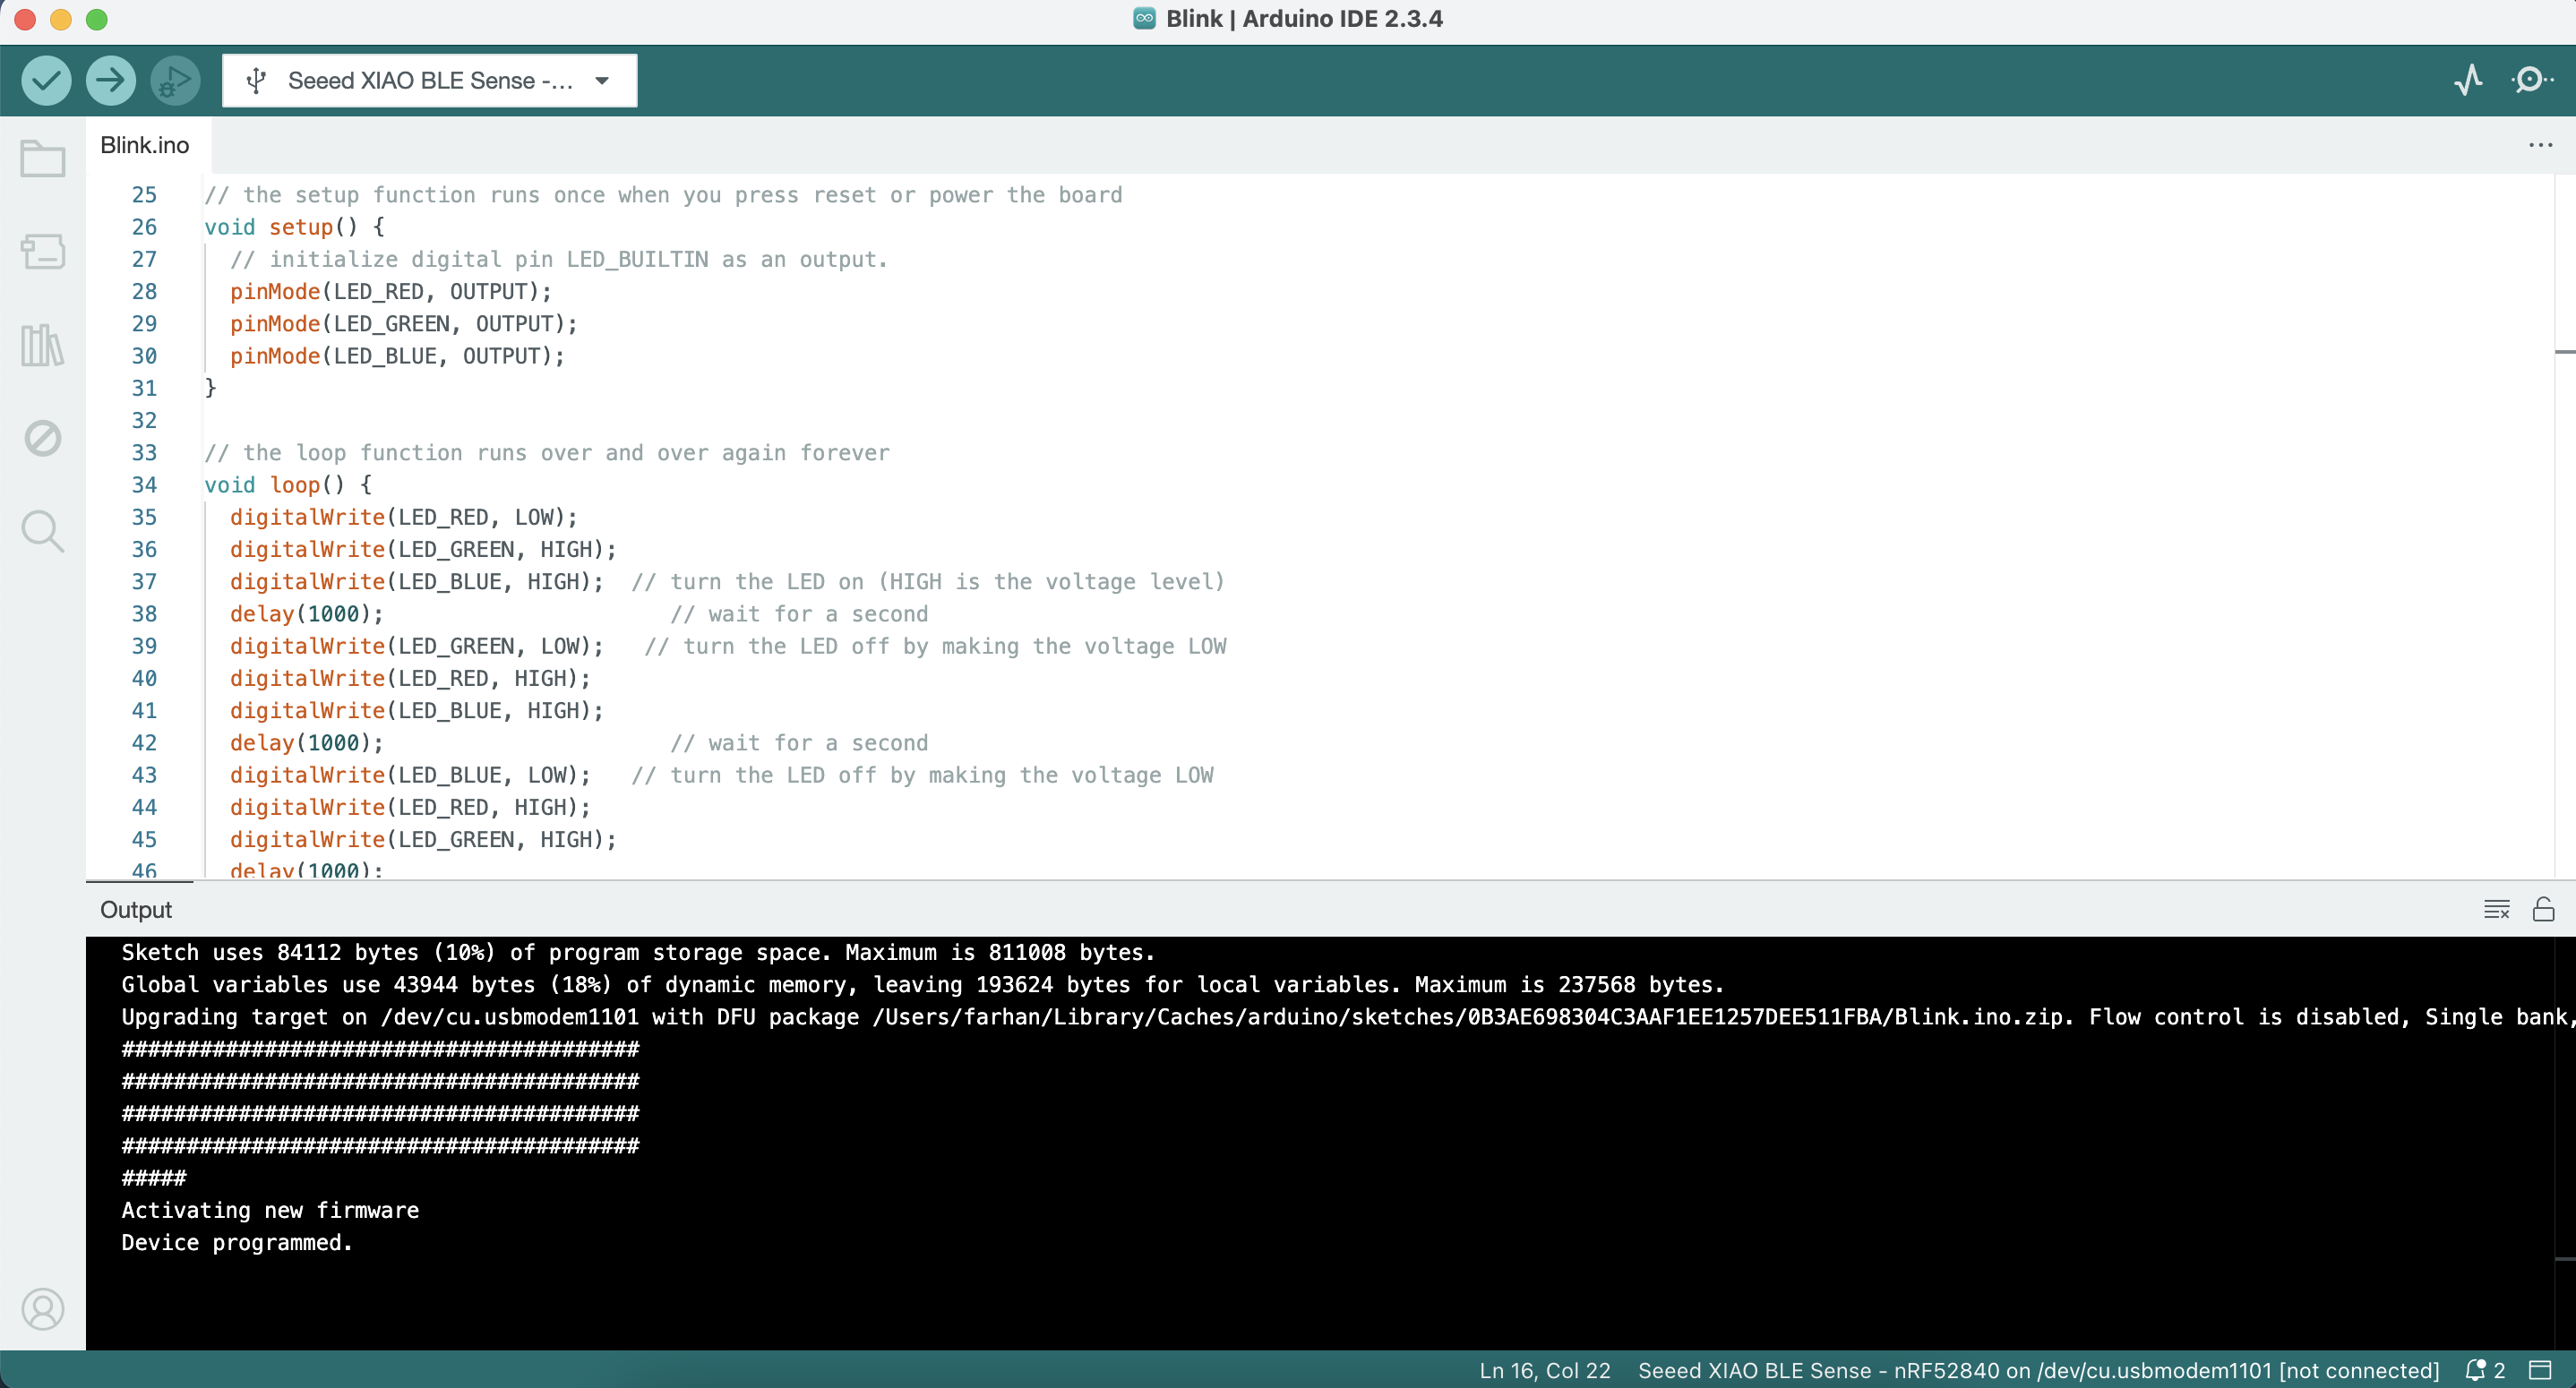 Blink | Arduino IDE 2.3.4
Seeed XIAO BLE Sense -...
Blink.ino
25 // the setup function runs once when you press reset or power the board
26 void setup() {
27   // initialize digital pin LED_BUILTIN as an output.
28   pinMode(LED_RED, OUTPUT);
29   pinMode(LED_GREEN, OUTPUT);
30   pinMode(LED_BLUE, OUTPUT);
31 }
32
33 // the loop function runs over and over again forever
34 void loop() {
35   digitalWrite(LED_RED, LOW);
36   digitalWrite(LED_GREEN, HIGH);
37   digitalWrite(LED_BLUE, HIGH);  // turn the LED on (HIGH is the voltage level)
38   delay(1000);                      // wait for a second
39   digitalWrite(LED_GREEN, LOW);   // turn the LED off by making the voltage LOW
40   digitalWrite(LED_RED, HIGH);
41   digitalWrite(LED_BLUE, HIGH);
42   delay(1000);                      // wait for a second
43   digitalWrite(LED_BLUE, LOW);   // turn the LED off by making the voltage LOW
44   digitalWrite(LED_RED, HIGH);
45   digitalWrite(LED_GREEN, HIGH);
46   delay(1000);
Output
Sketch uses 84112 bytes (10%) of program storage space. Maximum is 811008 bytes.
Global variables use 43944 bytes (18%) of dynamic memory, leaving 193624 bytes for local variables. Maximum is 237568 bytes.
Upgrading target on /dev/cu.usbmodem1101 with DFU package /Users/farhan/Library/Caches/arduino/sketches/0B3AE698304C3AAF1EE1257DEE511FBA/Blink.ino.zip. Flow control is disabled, Single bank,
########################################
########################################
########################################
########################################
#####
Activating new firmware
Device programmed.
Ln 16, Col 22 Seeed XIAO BLE Sense - nRF52840 on /dev/cu.usbmodem1101 [not connected] 2